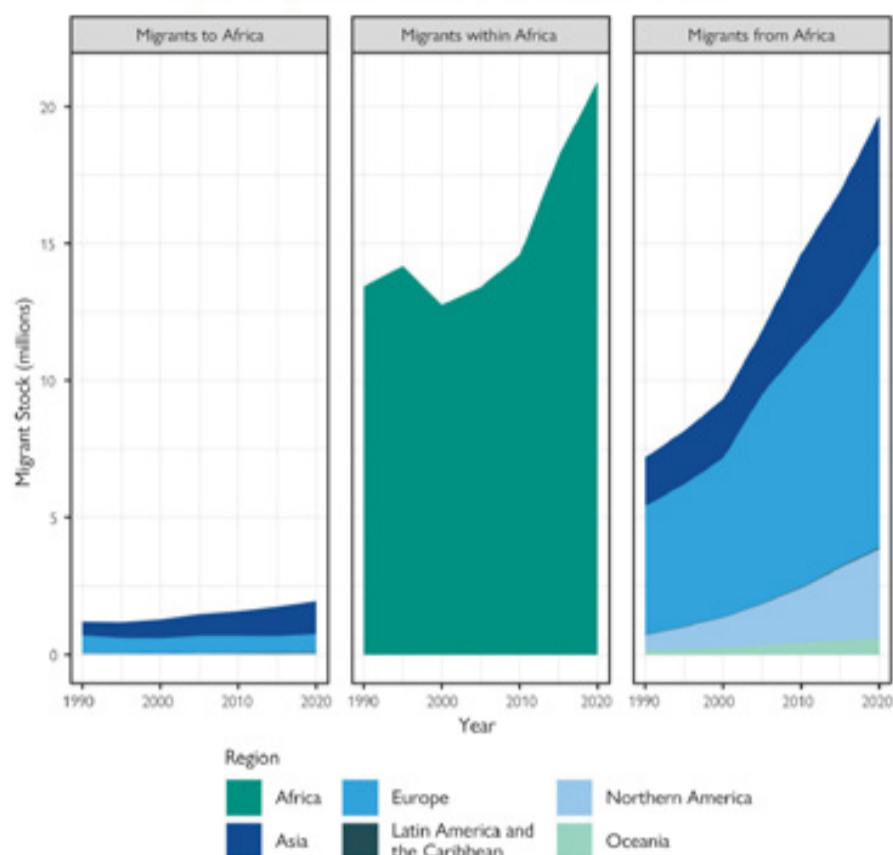 Migrants to Africa
Migrants within Africa
Migrants from Africa
Migrant Stock (millions)
20
15
10
5
0
1990 2000 2010 2020
1990 2000 2010 2020
1990 2000 2010 2020
Year
Region
Africa
Europe
Northern America
Asia
Latin America and
the Caribbean
Oceania